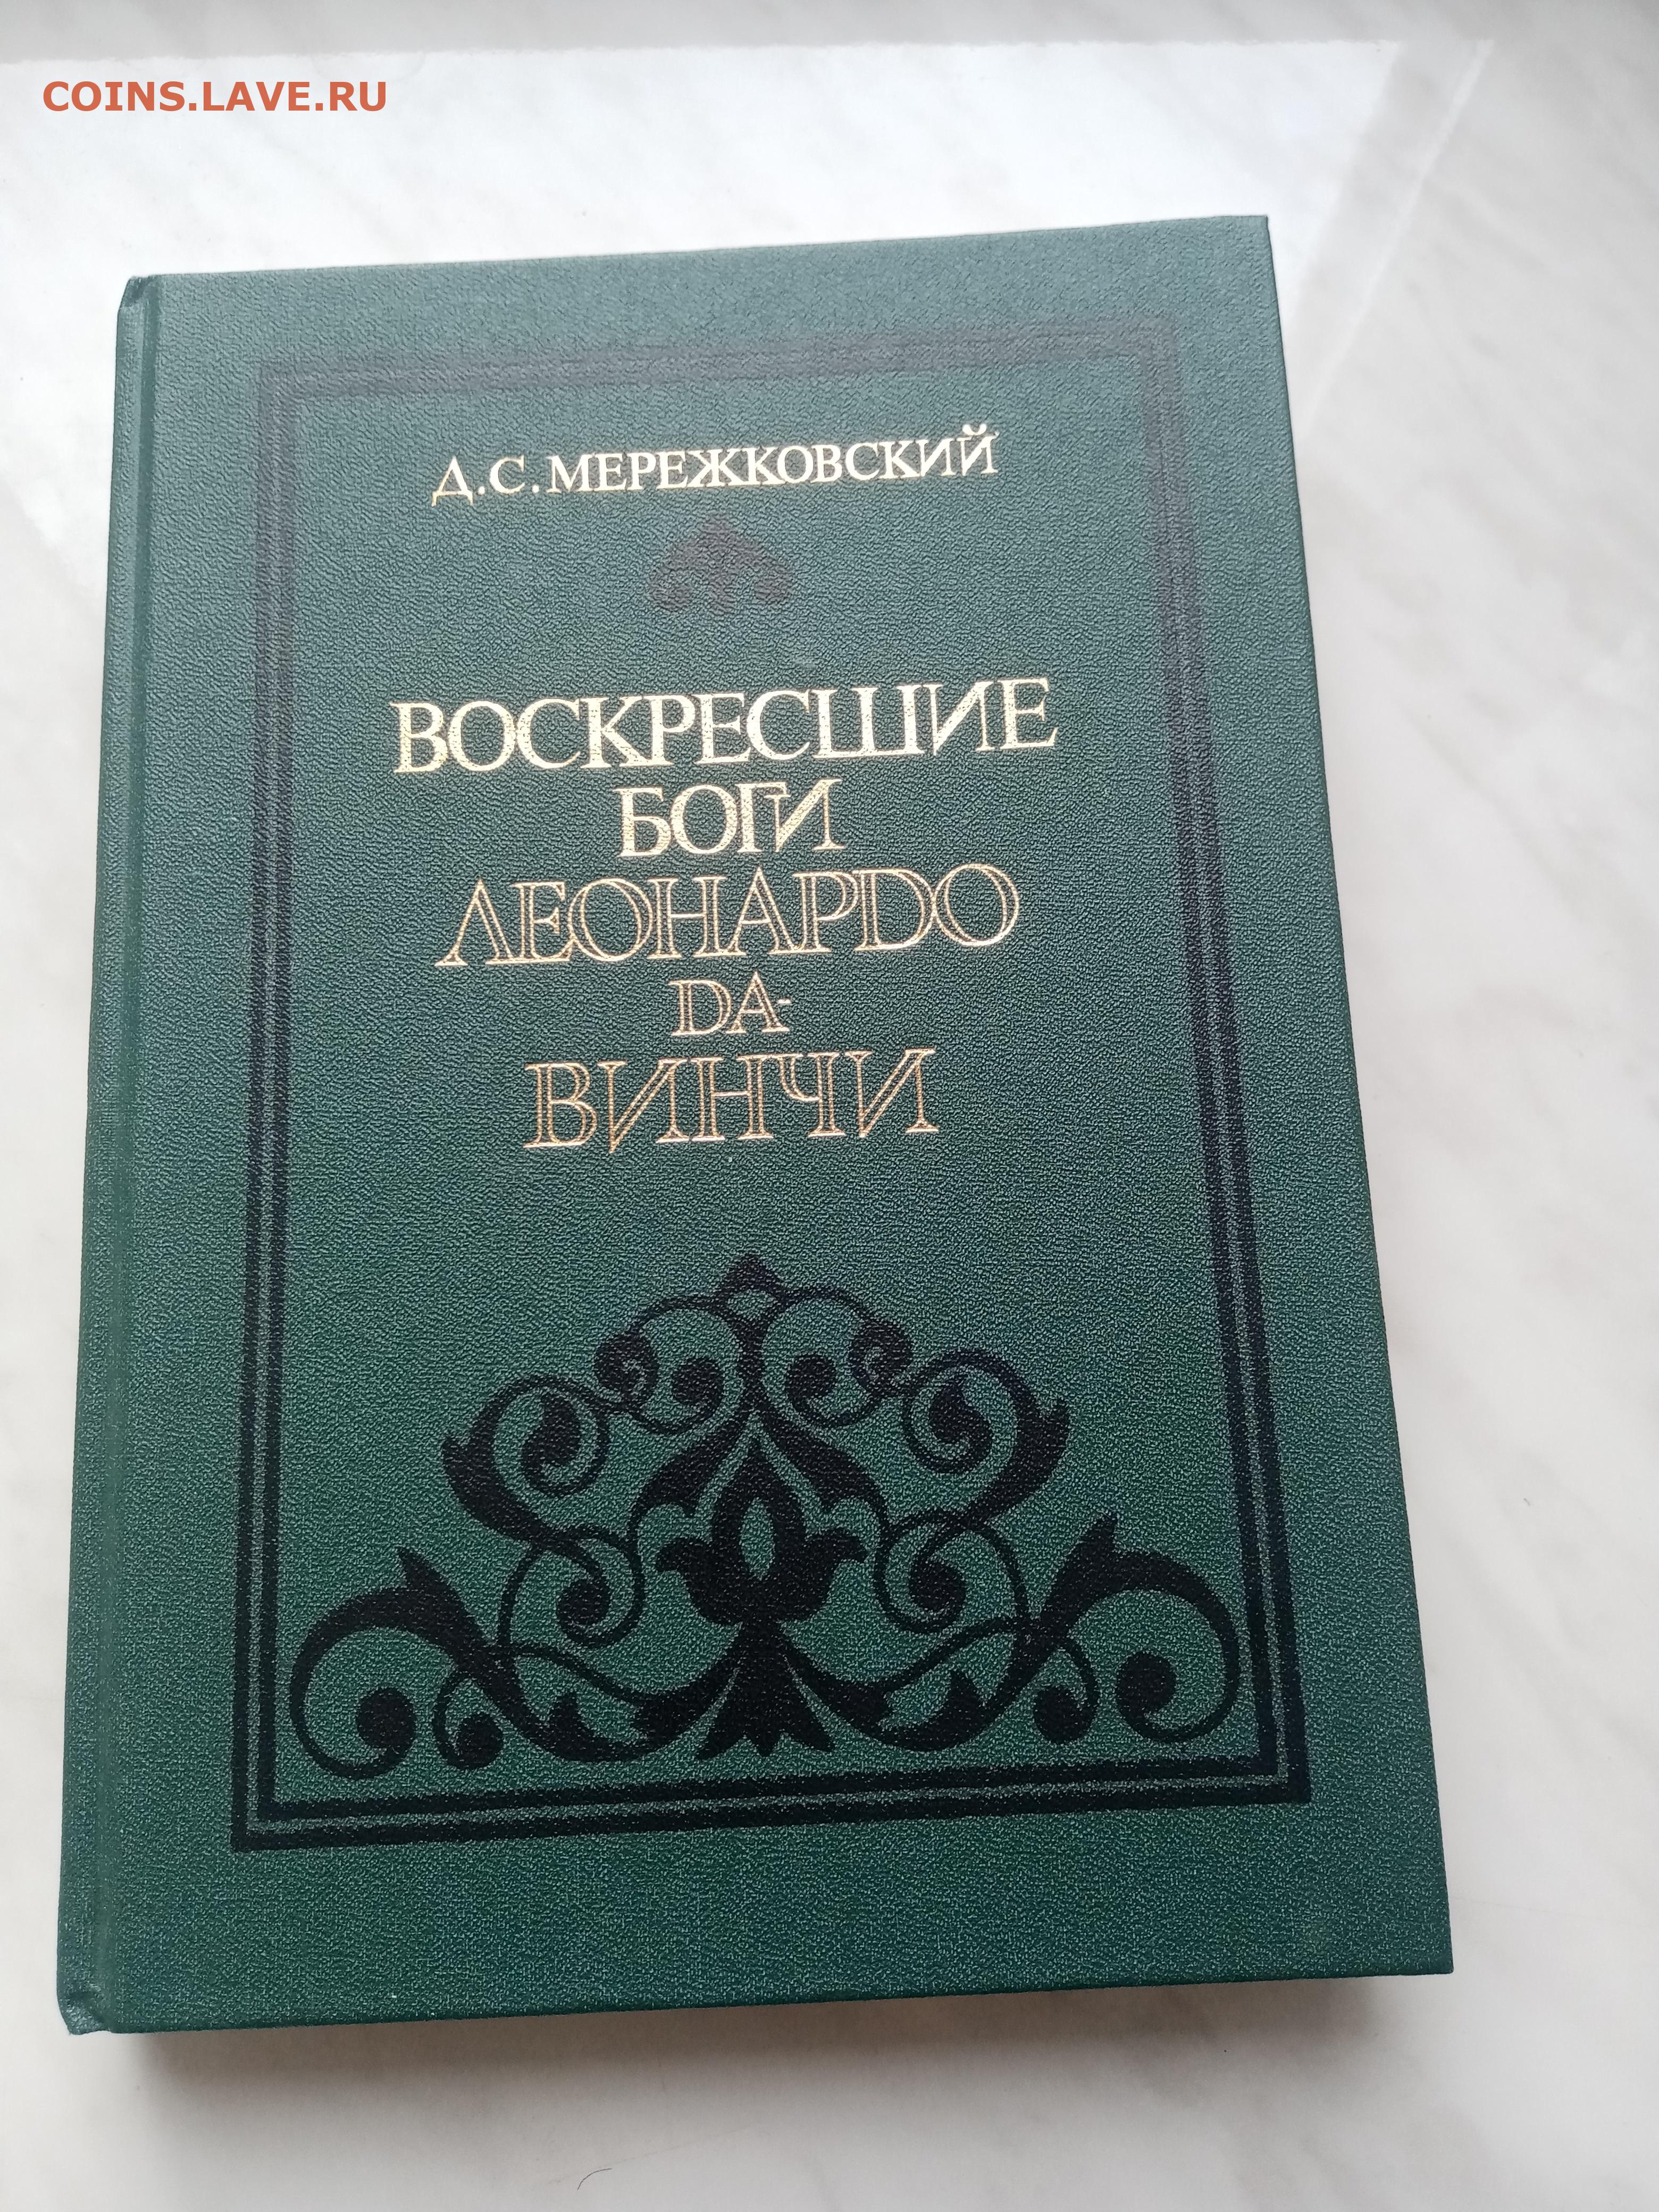 COINS.LAVE.RU
Д.С.МЕРЕЖКОВСКИЙ
ВОСКРЕСШИЕ
БОГИ
ЛЕОНАРДО
ДА-
ВИНЧИ